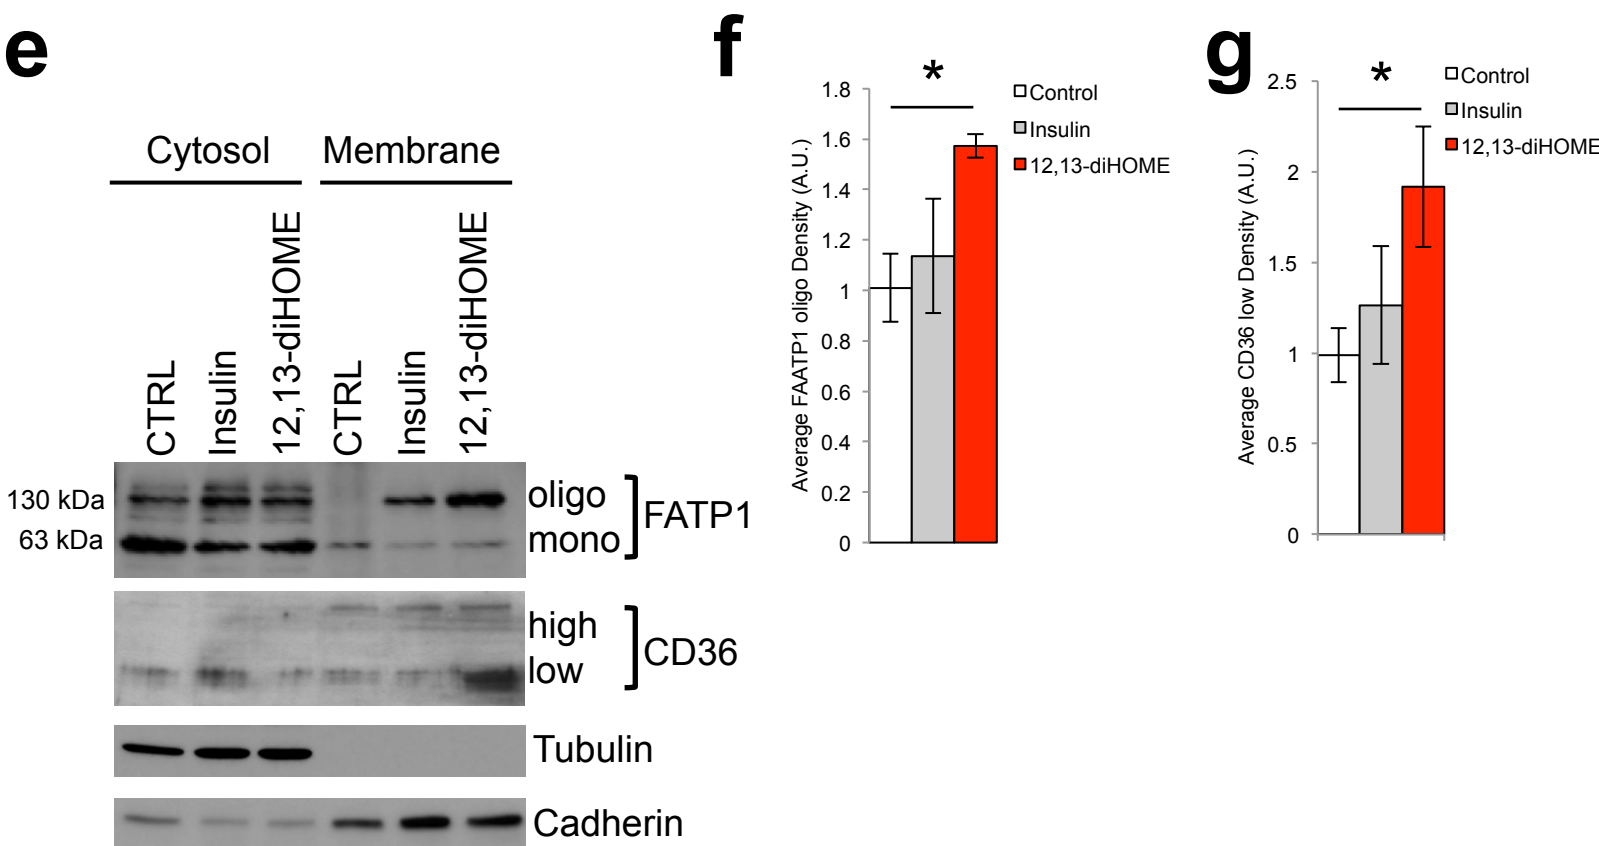 e
Cytosol
Membrane
CTRL
Insulin
12,13-diHOME
CTRL
Insulin
12,13-diHOME
130 kDa
63 kDa
oligo
mono
FATP1
high
low
CD36
Tubulin
Cadherin
f
*
Control
Insulin
12,13-diHOME
Average FAATP1 oligo Density (A.U.)
1.8
1.6
1.4
1.2
1
0.8
0.6
0.4
0.2
0
g
*
Control
Insulin
12,13-diHOME
Average CD36 low Density (A.U.)
2.5
2
1.5
1
0.5
0